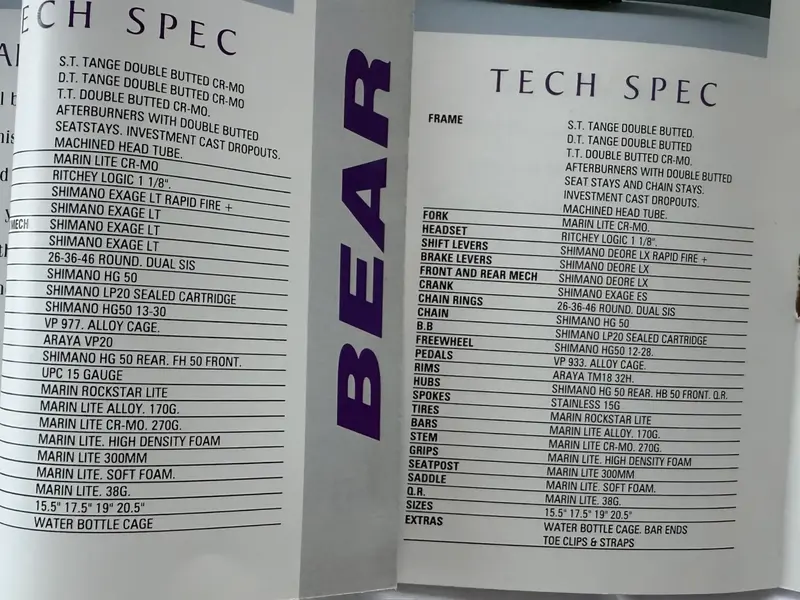 ECH SPEC
S.T. TANGE DOUBLE BUTTED CR-MO
D.T. TANGE DOUBLE BUTTED CR-MO
T.T. DOUBLE BUTTED CR-MO.
AFTERBURNERS WITH DOUBLE BUTTED
SEATSTAYS. INVESTMENT CAST DROPOUTS.
MACHINED HEAD TUBE.
MARIN LITE CR-MO
RITCHEY LOGIC 1 1/8".
SHIMANO EXAGE LT RAPID FIRE +
SHIMANO EXAGE LT
MECH SHIMANO EXAGE LT
SHIMANO EXAGE LT
26-36-46 ROUND. DUAL SIS
SHIMANO HG 50
SHIMANO LP20 SEALED CARTRIDGE
SHIMANO HG50 13-30
VP 977. ALLOY CAGE.
ARAYA VP20
SHIMANO HG 50 REAR. FH 50 FRONT.
UPC 15 GAUGE
MARIN ROCKSTAR LITE
MARIN LITE ALLOY. 170G.
MARIN LITE CR-MO. 270G.
MARIN LITE. HIGH DENSITY FOAM
MARIN LITE 300MM
MARIN LITE. SOFT FOAM.
MARIN LITE. 38G.
15.5" 17.5" 19" 20.5"
WATER BOTTLE CAGE
BEAR
TECH SPEC
FRAME S.T. TANGE DOUBLE BUTTED.
D.T. TANGE DOUBLE BUTTED
T.T. DOUBLE BUTTED CR-MO.
AFTERBURNERS WITH DOUBLE BUTTED
SEAT STAYS AND CHAIN STAYS.
INVESTMENT CAST DROPOUTS.
MACHINED HEAD TUBE.
FORK MARIN LITE CR-MO.
HEADSET RITCHEY LOGIC 1 1/8".
SHIFT LEVERS SHIMANO DEORE LX RAPID FIRE +
BRAKE LEVERS SHIMANO DEORE LX
FRONT AND REAR MECH SHIMANO DEORE LX
CRANK SHIMANO EXAGE ES
CHAIN RINGS 26-36-46 ROUND. DUAL SIS
CHAIN SHIMANO HG 50
B.B SHIMANO LP20 SEALED CARTRIDGE
FREEWHEEL SHIMANO HG50 12-28.
PEDALS VP 933. ALLOY CAGE.
RIMS ARAYA TM18 32H.
HUBS SHIMANO HG 50 REAR. HB 50 FRONT. Q.R.
SPOKES STAINLESS 15G
TIRES MARIN ROCKSTAR LITE
BARS MARIN LITE ALLOY. 170G.
STEM MARIN LITE CR-MO. 270G.
GRIPS MARIN LITE. HIGH DENSITY FOAM
SEATPOST MARIN LITE 300MM
SADDLE MARIN LITE. SOFT FOAM.
Q.R. MARIN LITE. 38G.
SIZES 15.5" 17.5" 19" 20.5"
EXTRAS WATER BOTTLE CAGE. BAR ENDS
TOE CLIPS & STRAPS